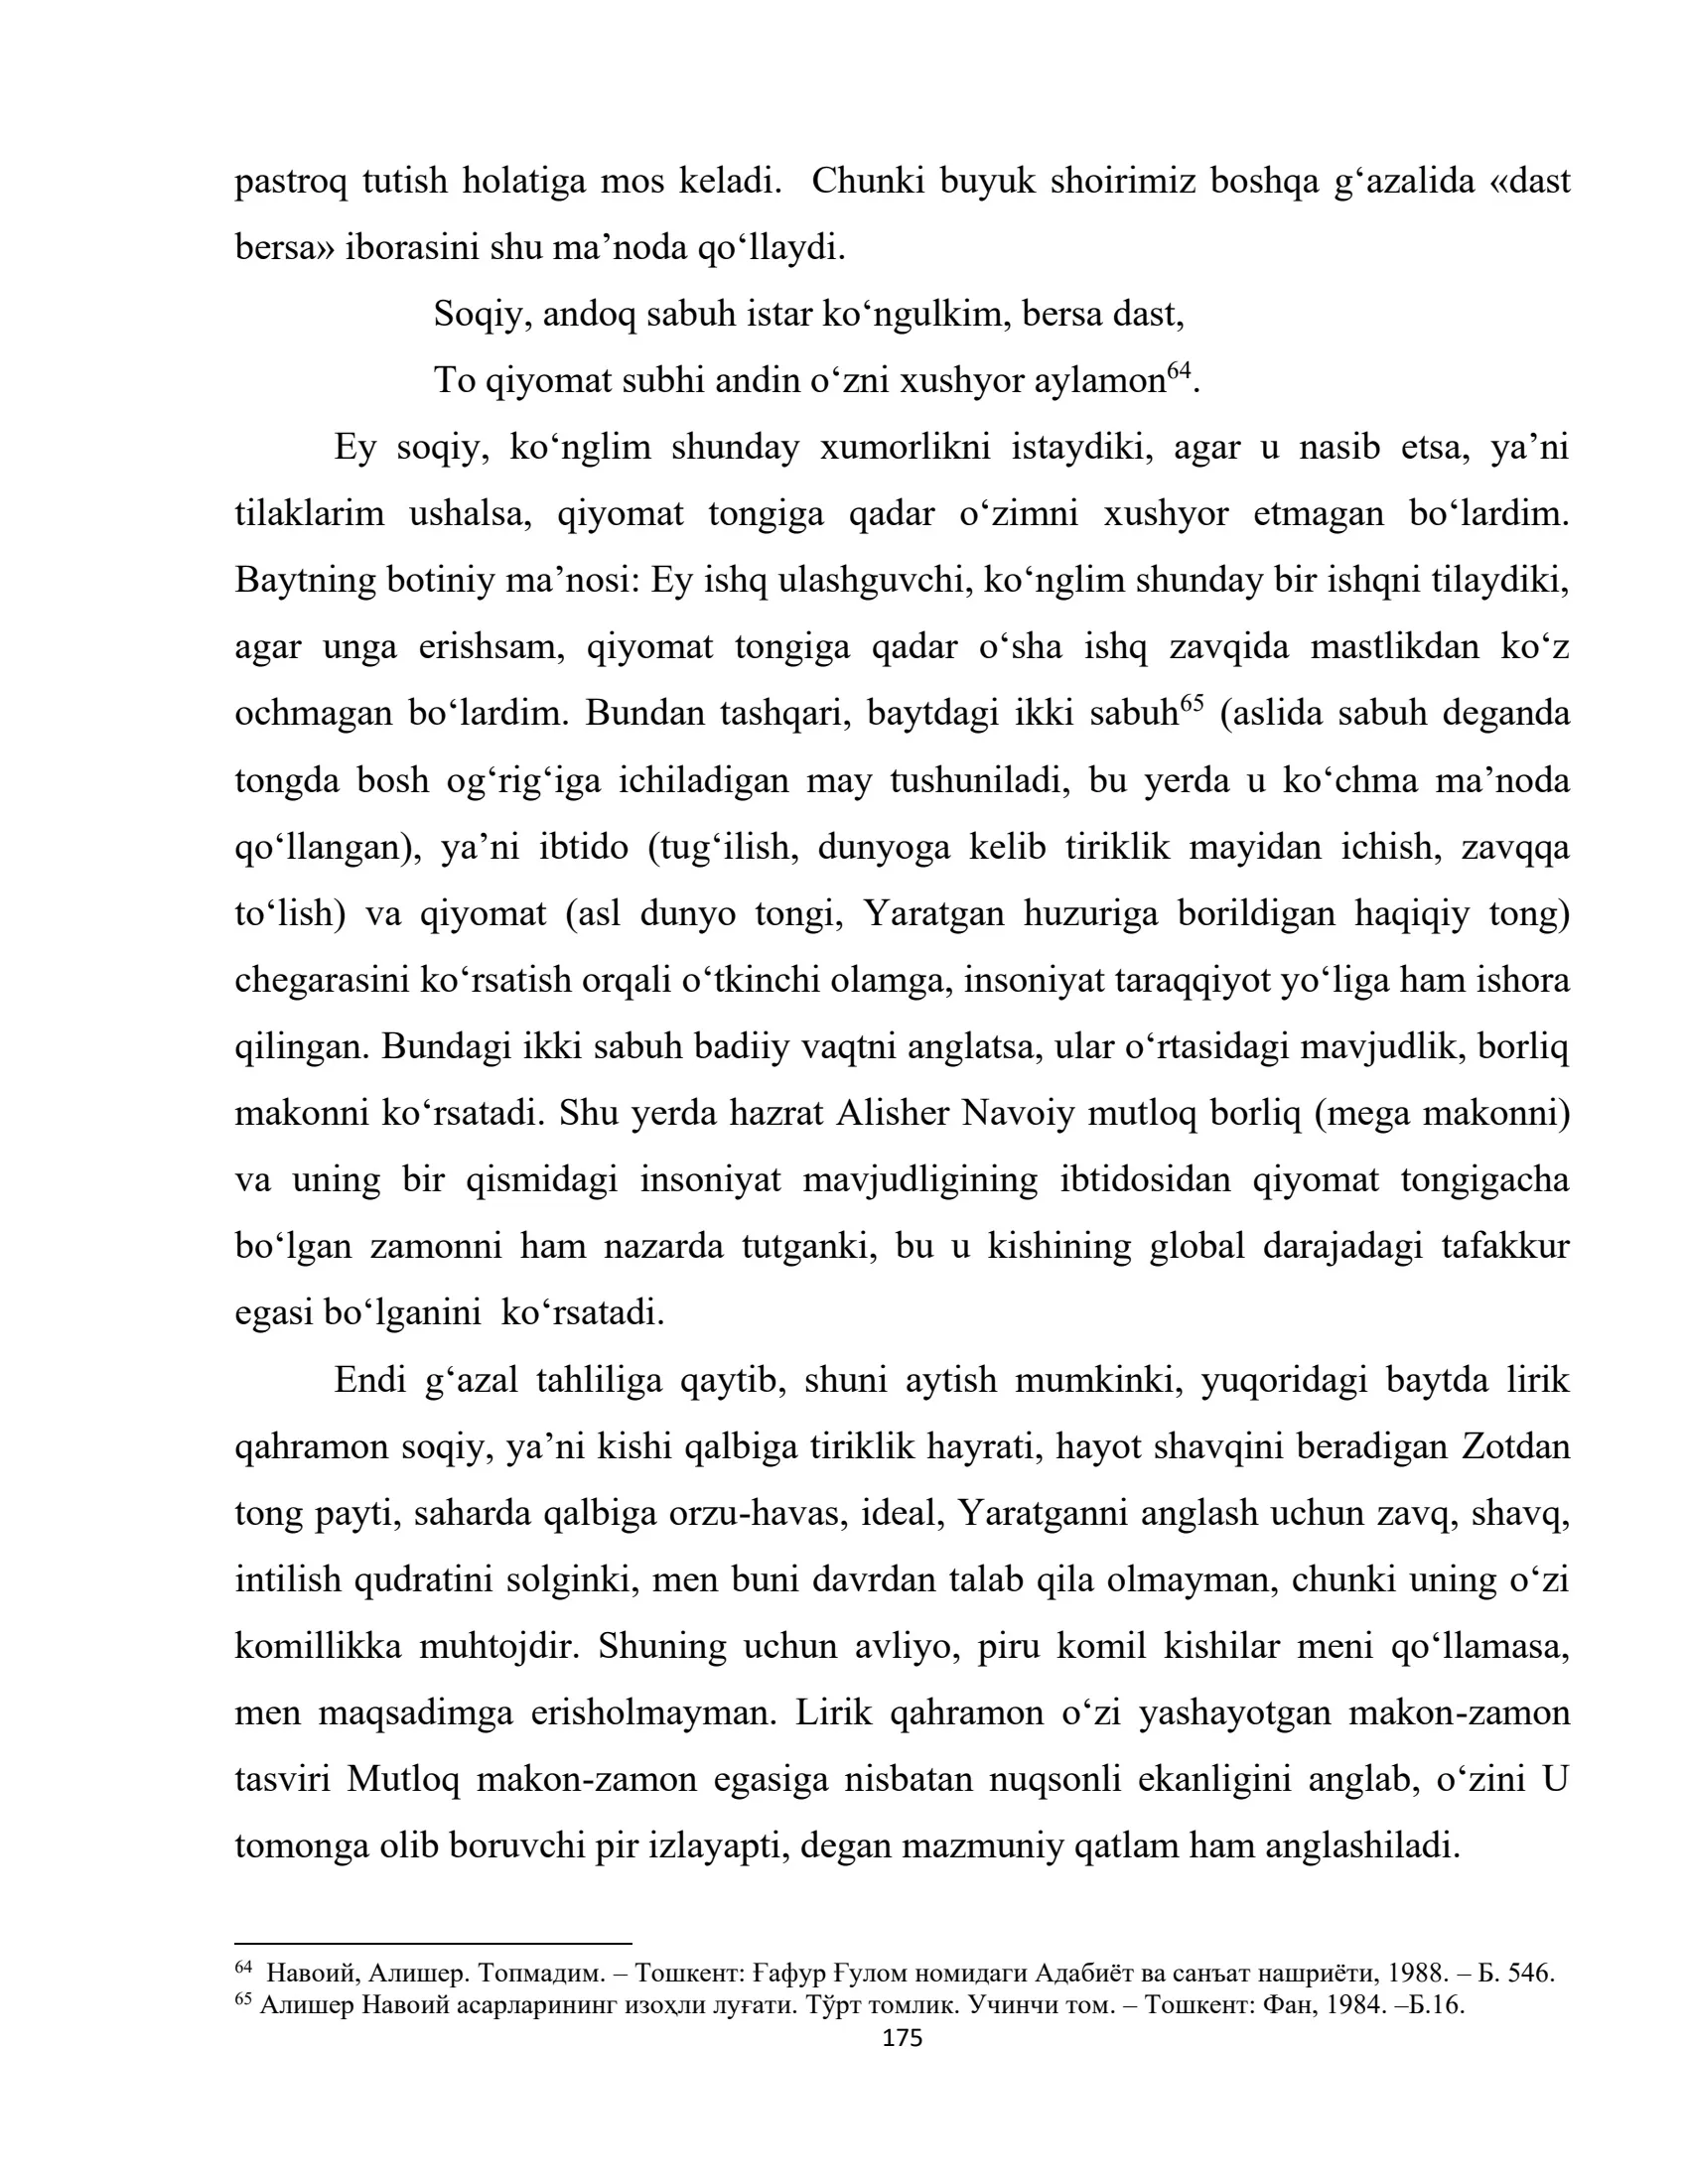 pastroq tutish holatiga mos keladi.  Chunki buyuk shoirimiz boshqa g‘azalida «dast
bersa» iborasini shu ma’noda qo‘llaydi.
Soqiy, andoq sabuh istar ko‘ngulkim, bersa dast,
To qiyomat subhi andin o‘zni xushyor aylamon64.
Ey soqiy, ko‘nglim shunday xumorlikni istaydiki, agar u nasib etsa, ya’ni
tilaklarim ushalsa, qiyomat tongiga qadar o‘zimni xushyor etmagan bo‘lardim.
Baytning botiniy ma’nosi: Ey ishq ulashguvchi, ko‘nglim shunday bir ishqni tilaydiki,
agar unga erishsam, qiyomat tongiga qadar o‘sha ishq zavqida mastlikdan ko‘z
ochmagan bo‘lardim. Bundan tashqari, baytdagi ikki sabuh65 (aslida sabuh deganda
tongda bosh og‘rig‘iga ichiladigan may tushuniladi, bu yerda u ko‘chma ma’noda
qo‘llangan), ya’ni ibtido (tug‘ilish, dunyoga kelib tiriklik mayidan ichish, zavqqa
to‘lish) va qiyomat (asl dunyo tongi, Yaratgan huzuriga borildigan haqiqiy tong)
chegarasini ko‘rsatish orqali o‘tkinchi olamga, insoniyat taraqqiyot yo‘liga ham ishora
qilingan. Bundagi ikki sabuh badiiy vaqtni anglatsa, ular o‘rtasidagi mavjudlik, borliq
makonni ko‘rsatadi. Shu yerda hazrat Alisher Navoiy mutloq borliq (mega makonni)
va uning bir qismidagi insoniyat mavjudligining ibtidosidan qiyomat tongigacha
bo‘lgan zamonni ham nazarda tutganki, bu u kishining global darajadagi tafakkur
egasi bo‘lganini  ko‘rsatadi.
Endi g‘azal tahliliga qaytib, shuni aytish mumkinki, yuqoridagi baytda lirik
qahramon soqiy, ya’ni kishi qalbiga tiriklik hayrati, hayot shavqini beradigan Zotdan
tong payti, saharda qalbiga orzu-havas, ideal, Yaratganni anglash uchun zavq, shavq,
intilish qudratini solginki, men buni davrdan talab qila olmayman, chunki uning o‘zi
komillikka muhtojdir. Shuning uchun avliyo, piru komil kishilar meni qo‘llamasa,
men maqsadimga erisholmayman. Lirik qahramon o‘zi yashayotgan makon-zamon
tasviri Mutloq makon-zamon egasiga nisbatan nuqsonli ekanligini anglab, o‘zini U
tomonga olib boruvchi pir izlayapti, degan mazmuniy qatlam ham anglashiladi.
64  Навоий, Алишер. Топмадим. – Тошкент: Ғафур Ғулом номидаги Адабиёт ва санъат нашриёти, 1988. – Б. 546.
65 Алишер Навоий асарларининг изоҳли луғати. Тўрт томлик. Учинчи том. – Тошкент: Фан, 1984. –Б.16.
175